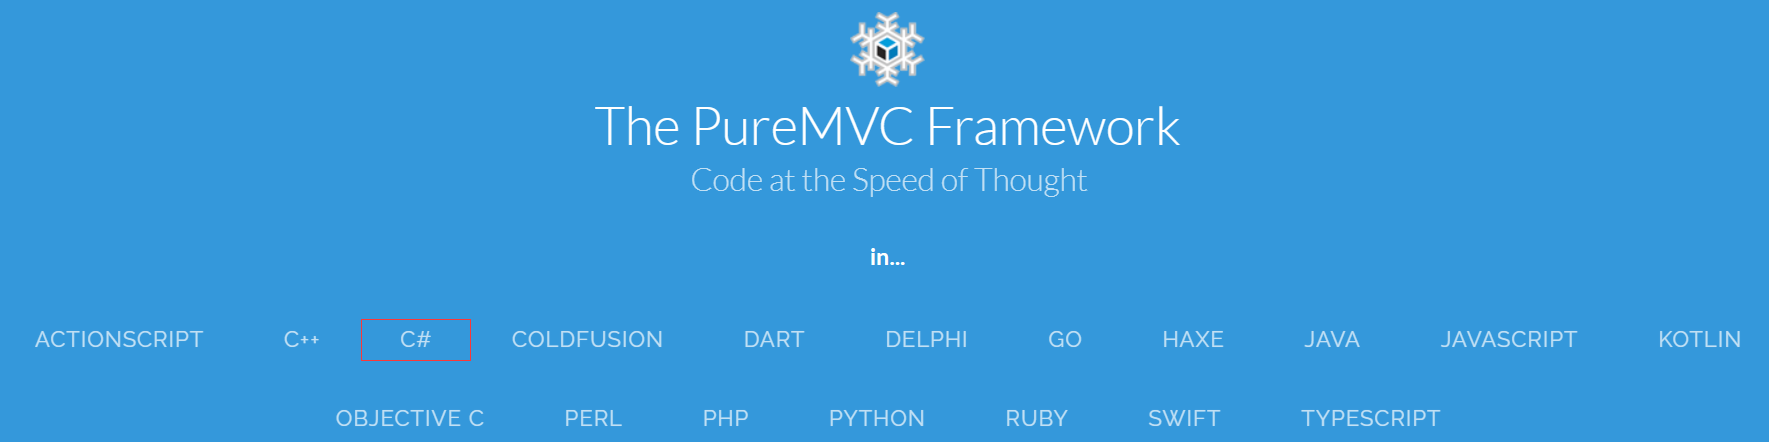 The PureMVC Framework
Code at the Speed of Thought
in...
ACTIONSCRIPT C++ C# COLDFUSION DART DELPHI GO HAXE JAVA JAVASCRIPT KOTLIN
OBJECTIVE C PERL PHP PYTHON RUBY SWIFT TYPESCRIPT